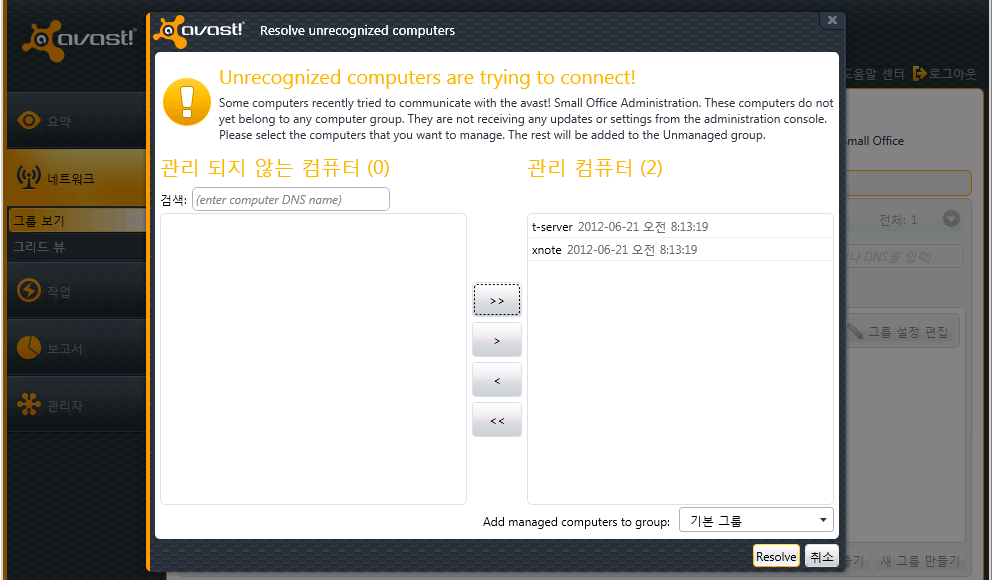 avast!
avast! Resolve unrecognized computers
도움말 센터 로그아웃
Unrecognized computers are trying to connect!
Some computers recently tried to communicate with the avast! Small Office Administration. These computers do not
yet belong to any computer group. They are not receiving any updates or settings from the administration console.
Please select the computers that you want to manage. The rest will be added to the Unmanaged group.
요약
네트워크
그룹 보기
그리드 뷰
작업
보고서
관리자
관리 되지 않는 컴퓨터 (0)
관리 컴퓨터 (2)
검색: (enter computer DNS name)
t-server 2012-06-21 오전 8:13:19
xnote 2012-06-21 오전 8:13:19
>>
>
<
<<
Office
전체: 1
DNS를 입력)
그룹 설정 편집
Add managed computers to group: 기본 그룹
Resolve 취소
새 그룹 만들기